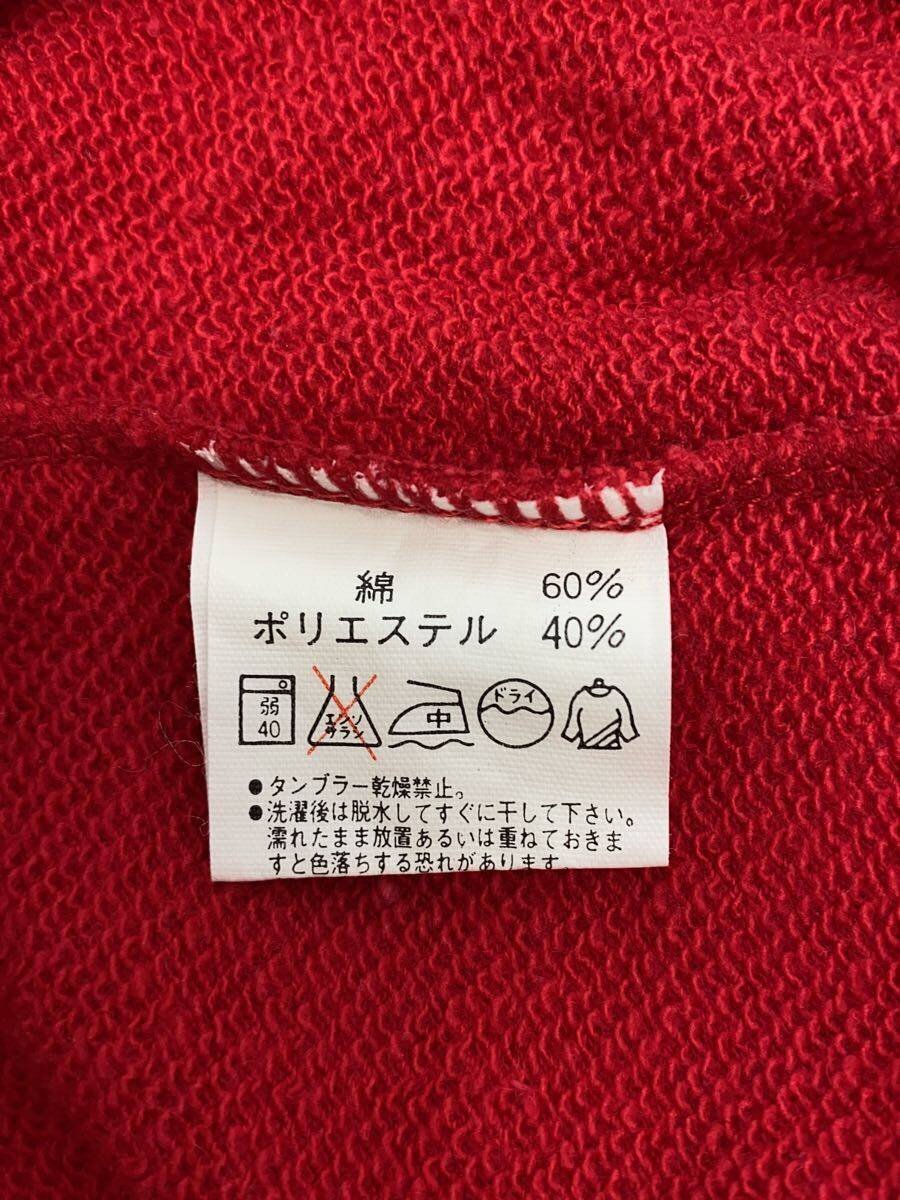 綿 60%
ポリエステル 40%
弱
40
エンソ
サラシ
中
ドライ
●タンブラー乾燥禁止。
●洗濯後は脱水してすぐに干して下さい。
濡れたまま放置あるいは重ねておきま
すと色落ちする恐れがあります。